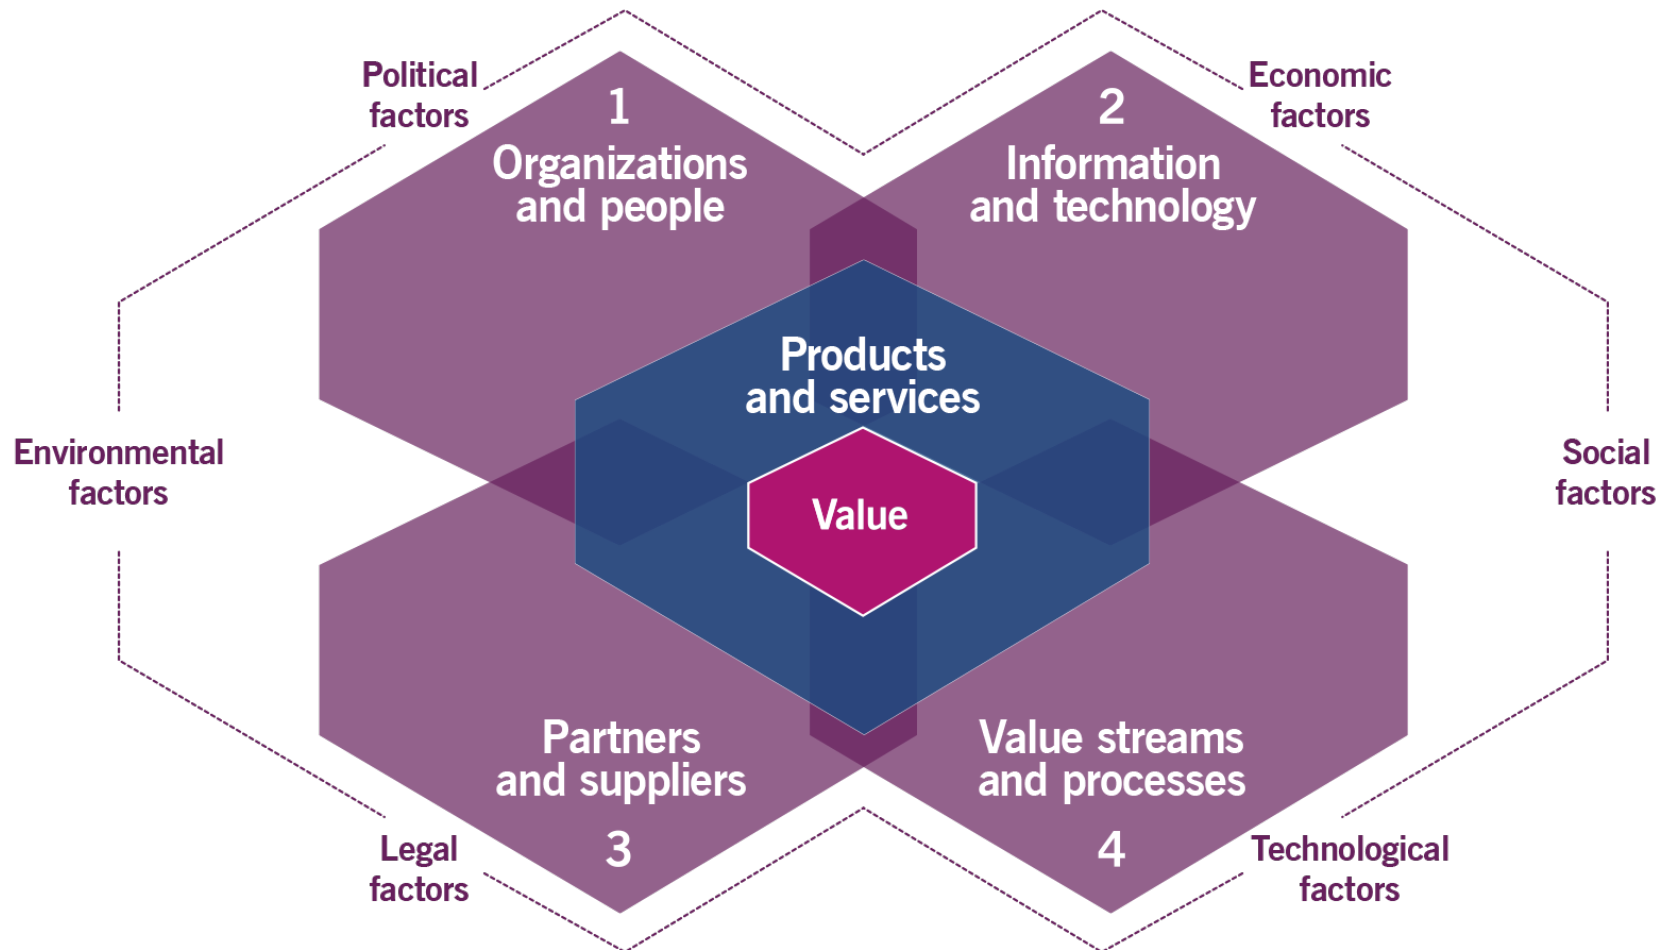 Political
factors
1
Organizations
and people
2
Information
and technology
Economic
factors
Products
and services
Value
Environmental
factors
Social
factors
Partners
and suppliers
3
Value streams
and processes
4
Legal
factors
Technological
factors